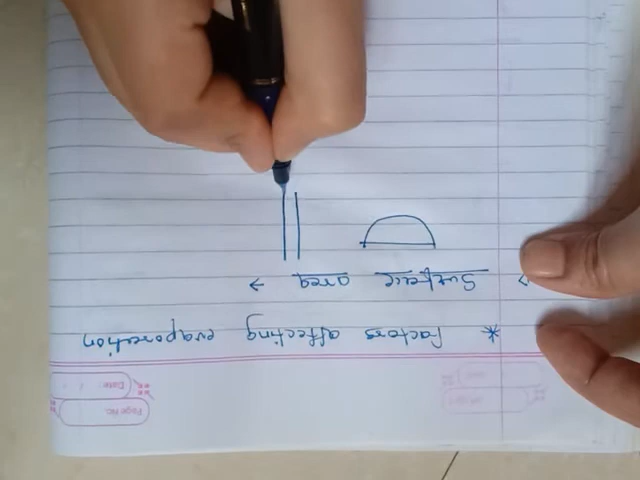 Page No.
Date: / /
* Factors affecting evaporation
→ Surface area →